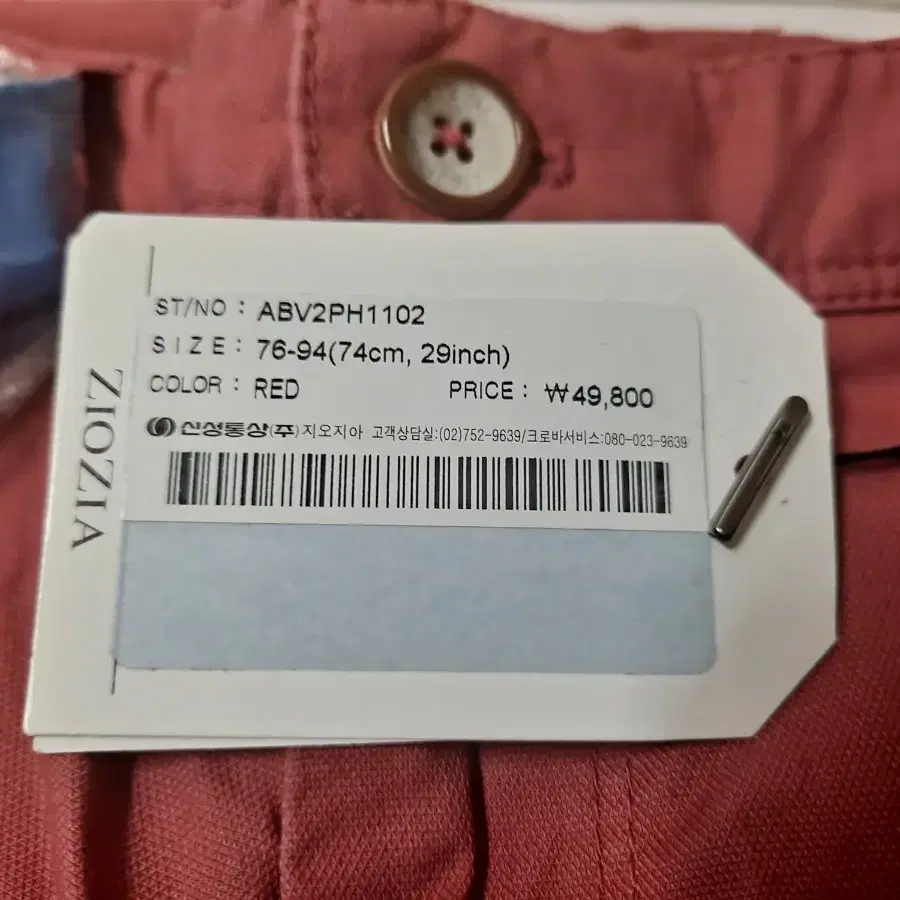 ST/NO : ABV2PH1102
SIZE : 76-94(74cm, 29inch)
COLOR : RED PRICE : ₩49,800
신성통상(주) 지오지아 고객상담실:(02)752-9639/크로바서비스:080-023-9639
ZIOZIA